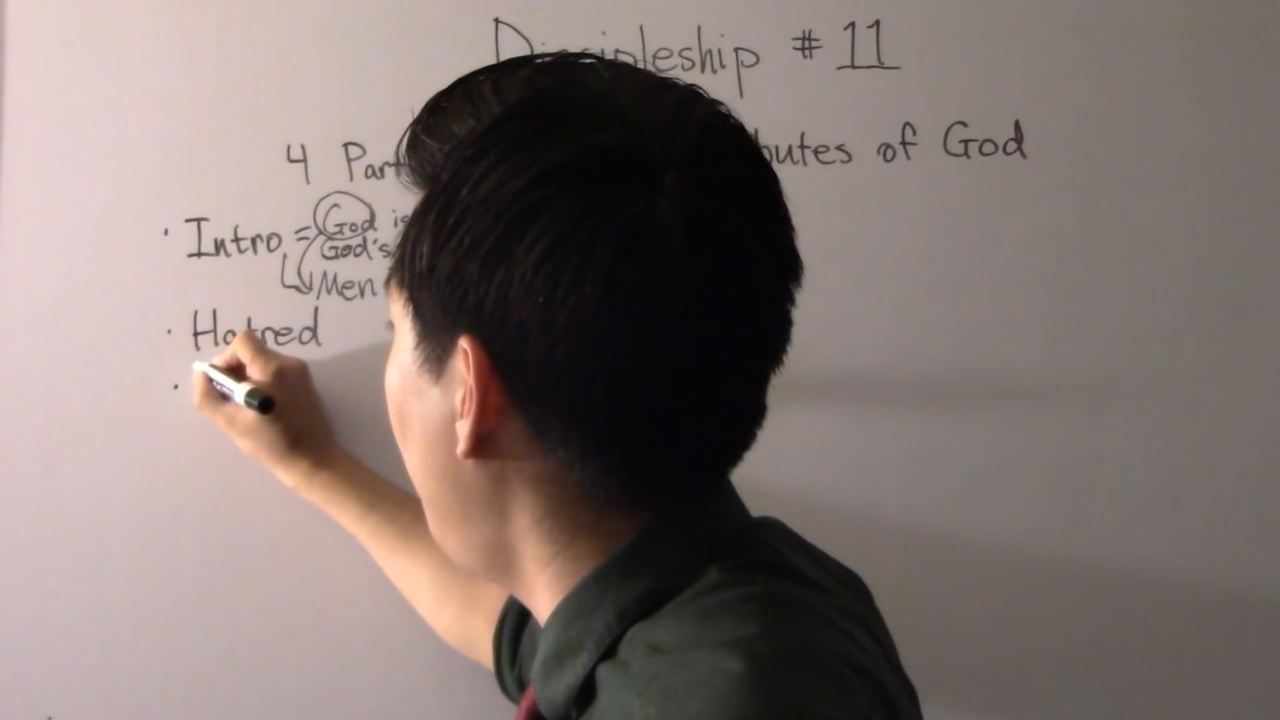 Discipleship # 11
4 Part butes of God
· Intro = God is
God's
Men
· Hatred
·